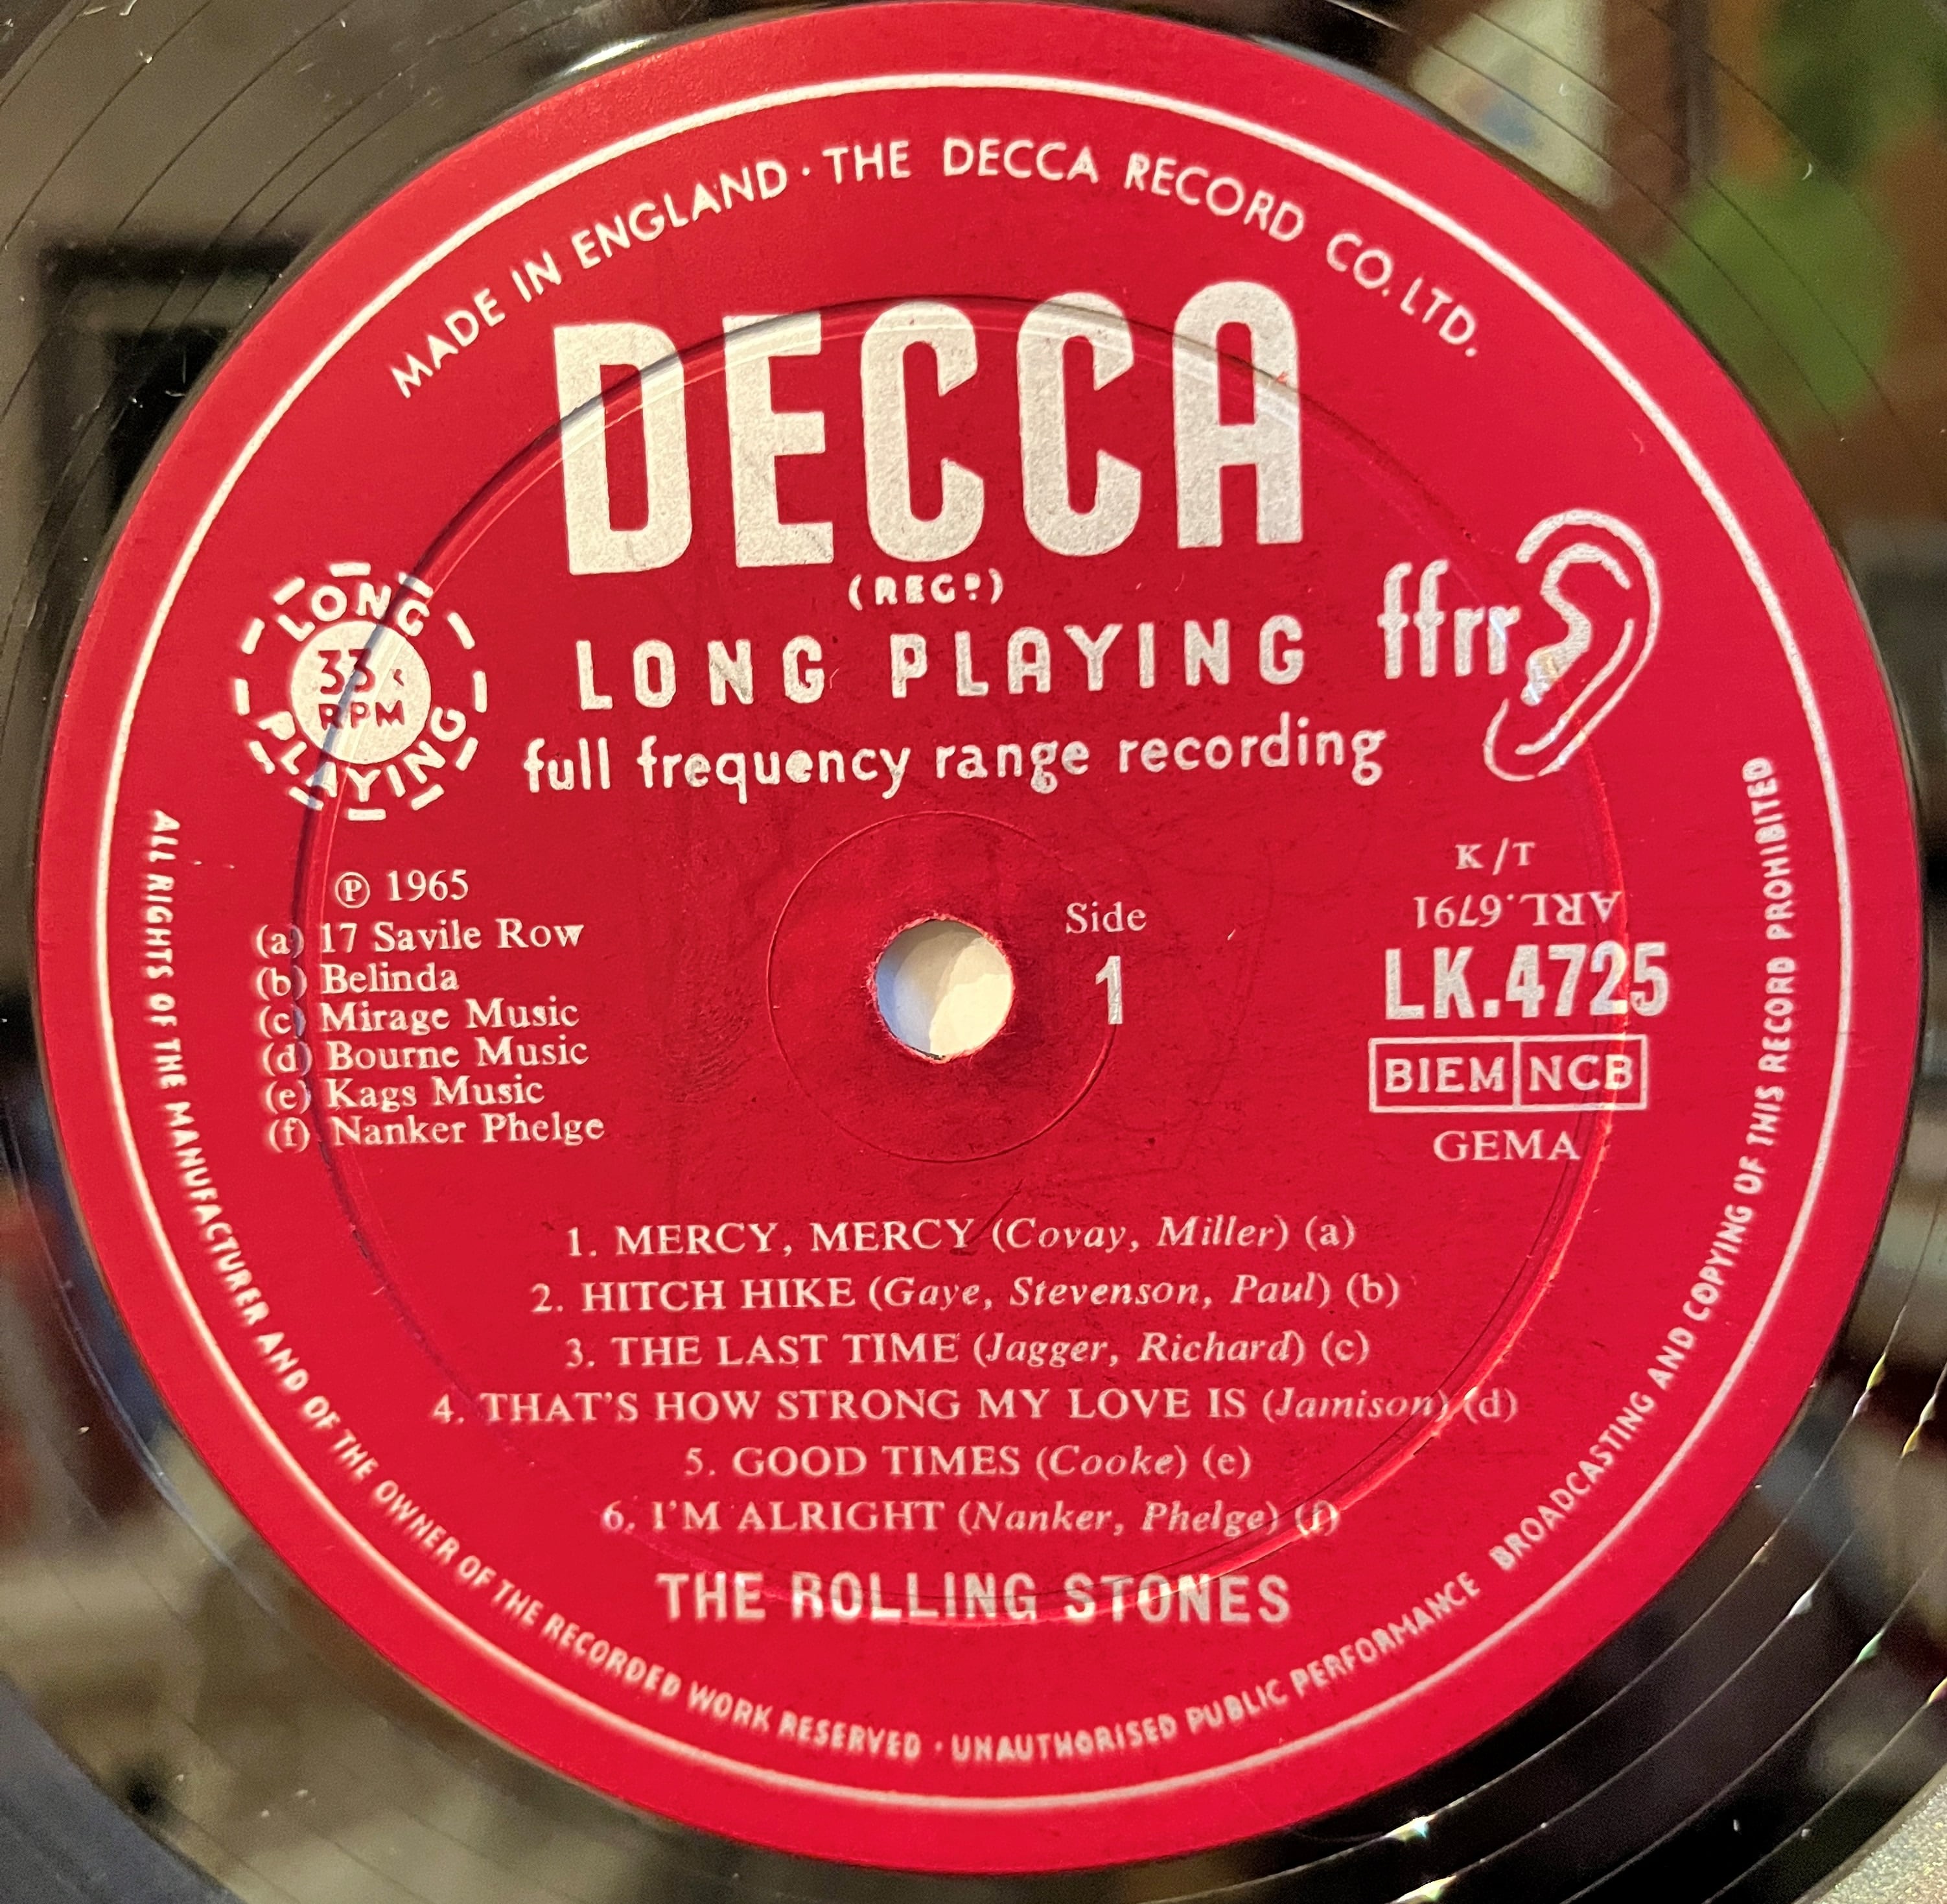 MADE IN ENGLAND · THE DECCA RECORD CO. LTD.
DECCA
(REGD)
LONG PLAYING
full frequency range recording
ffrr
LONG
33⅓
RPM
PLAYING
Ⓟ 1965
(a) 17 Savile Row
(b) Belinda
(c) Mirage Music
(d) Bourne Music
(e) Kags Music
(f) Nanker Phelge
Side
1
K/T
ARL.6791
LK.4725
BIEM NCB
GEMA
1. MERCY, MERCY (Covay, Miller) (a)
2. HITCH HIKE (Gaye, Stevenson, Paul) (b)
3. THE LAST TIME (Jagger, Richard) (c)
4. THAT'S HOW STRONG MY LOVE IS (Jamison) (d)
5. GOOD TIMES (Cooke) (e)
6. I'M ALRIGHT (Nanker, Phelge) (f)
THE ROLLING STONES
ALL RIGHTS OF THE MANUFACTURER AND OF THE OWNER OF THE RECORDED WORK RESERVED · UNAUTHORISED PUBLIC PERFORMANCE BROADCASTING AND COPYING OF THIS RECORD PROHIBITED